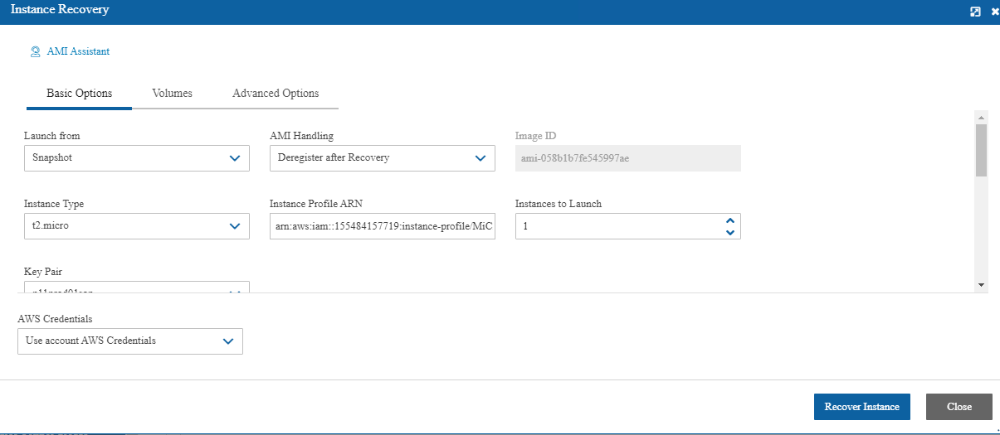 Instance Recovery
AMI Assistant
Basic Options Volumes Advanced Options
Launch from AMI Handling Image ID
Snapshot Deregister after Recovery ami-058b1b7fe545997ae
Instance Type Instance Profile ARN Instances to Launch
t2.micro arn:aws:iam::155484157719:instance-profile/MiC 1
Key Pair
AWS Credentials
Use account AWS Credentials
Recover Instance Close